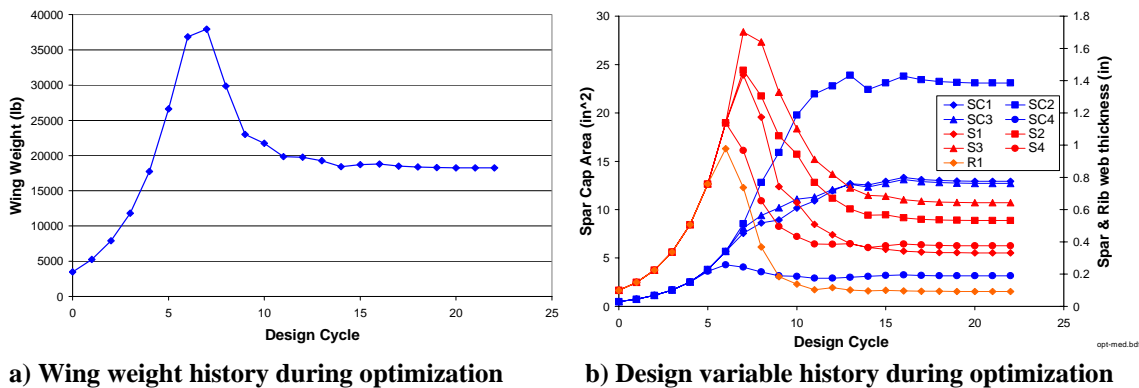 40000
35000
30000
25000
20000
15000
10000
5000
0
Wing Weight (lb)
0 5 10 15 20 25
Design Cycle
a) Wing weight history during optimization
30
25
20
15
10
5
0
Spar Cap Area (in^2)
1.8
1.6
1.4
1.2
1
0.8
0.6
0.4
0.2
0
Spar & Rib web thickness (in)
SC1 SC2
SC3 SC4
S1 S2
S3 S4
R1
0 5 10 15 20 25
Design Cycle
opt-med.bd
b) Design variable history during optimization